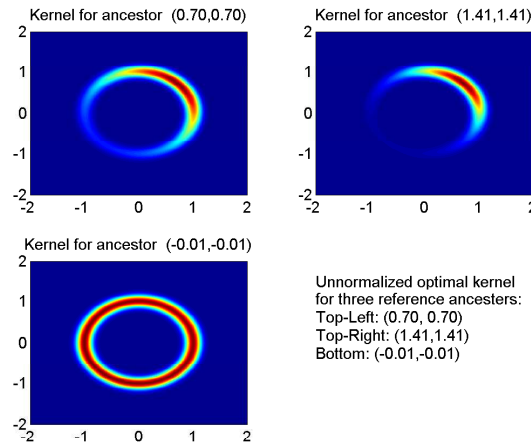 Kernel for ancestor (0.70,0.70)
2
1
0
-1
-2
-2 -1 0 1 2
Kernel for ancestor (1.41,1.41)
2
1
0
-1
-2
-2 -1 0 1 2
Kernel for ancestor (-0.01,-0.01)
2
1
0
-1
-2
-2 -1 0 1 2
Unnormalized optimal kernel
for three reference ancesters:
Top-Left: (0.70, 0.70)
Top-Right: (1.41,1.41)
Bottom: (-0.01,-0.01)